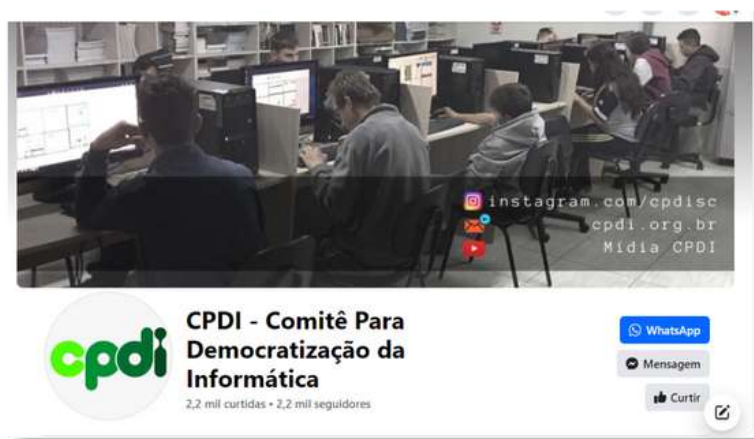 instagram.com/cpdisc
cpdi.org.br
Mídia CPDI
cpdi
CPDI - Comitê Para
Democratização da
Informática
2,2 mil curtidas • 2,2 mil seguidores
WhatsApp
Mensagem
Curtir